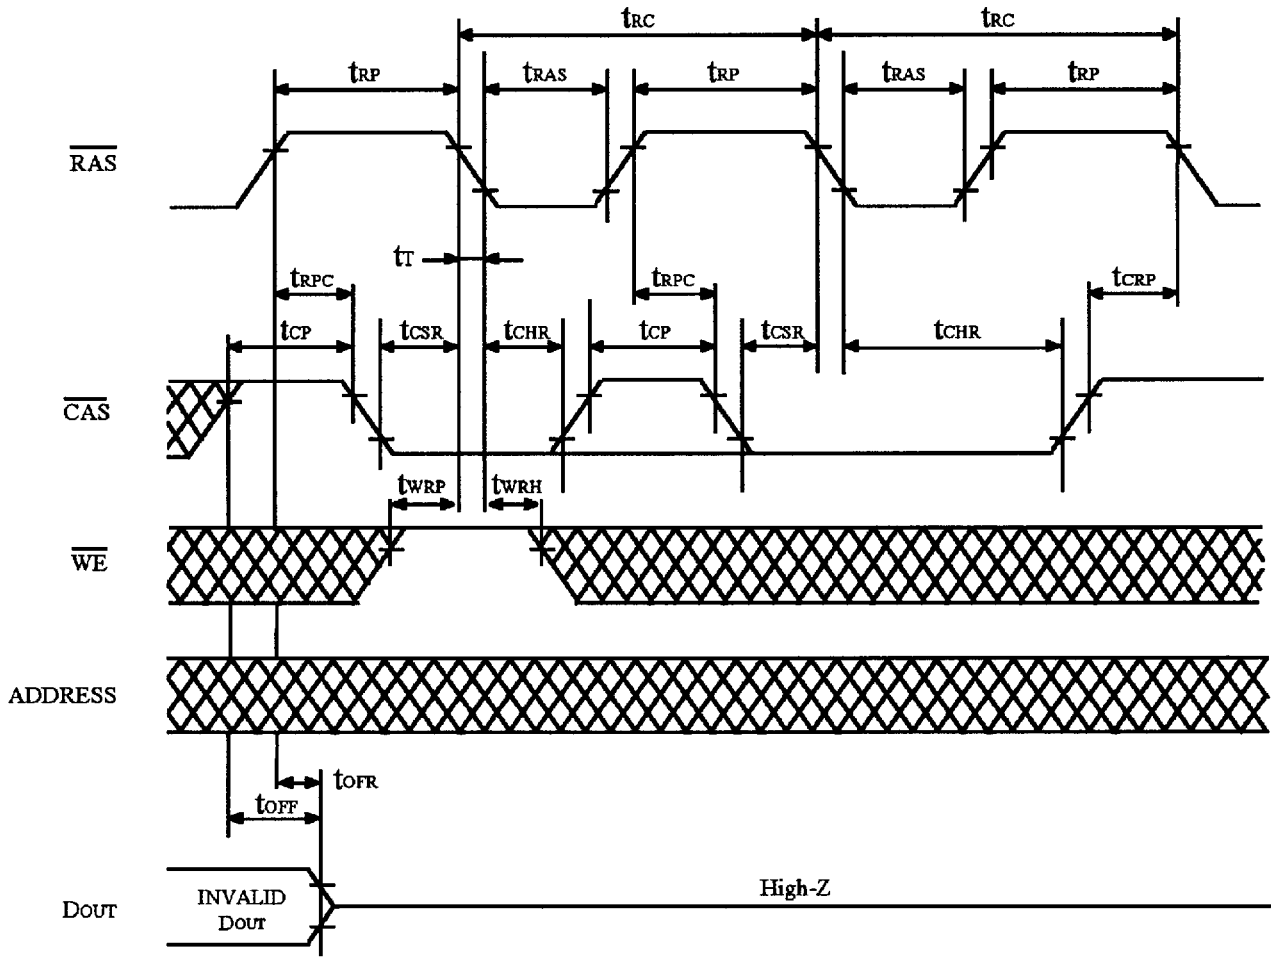 tRC tRC
tRP tRAS tRP tRAS tRP
RAS
tT
tRPC tRPC tCRP
tCP tCSR tCHR tCP tCSR tCHR
CAS
tWRP tWRH
WE
ADDRESS
tOFR
tOFF
High-Z
INVALID
DOUT
DOUT